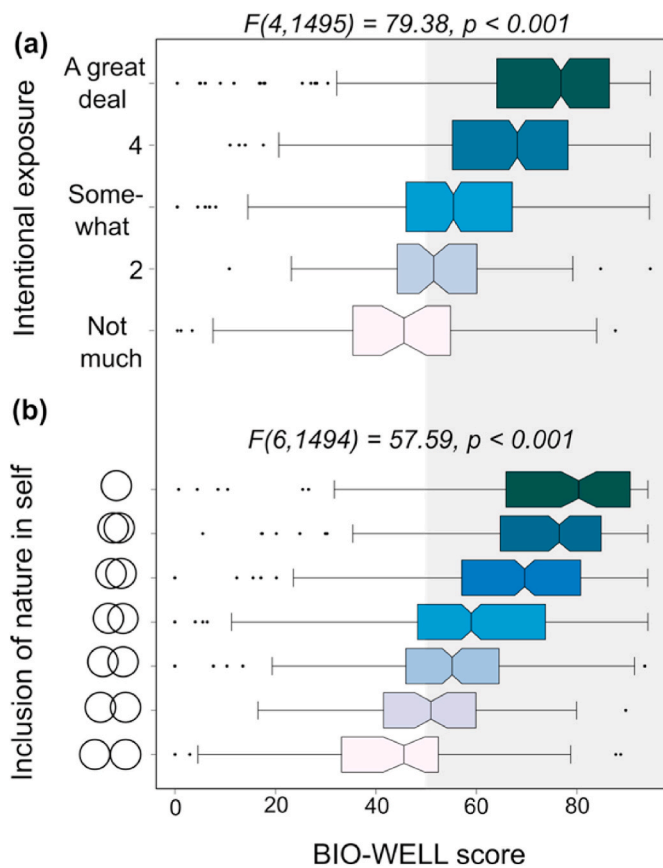 (a)
F(4,1495) = 79.38, p < 0.001
Intentional exposure
A great
deal
4
Some-
what
2
Not
much
(b)
F(6,1494) = 57.59, p < 0.001
Inclusion of nature in self
0
20
40
60
80
BIO-WELL score